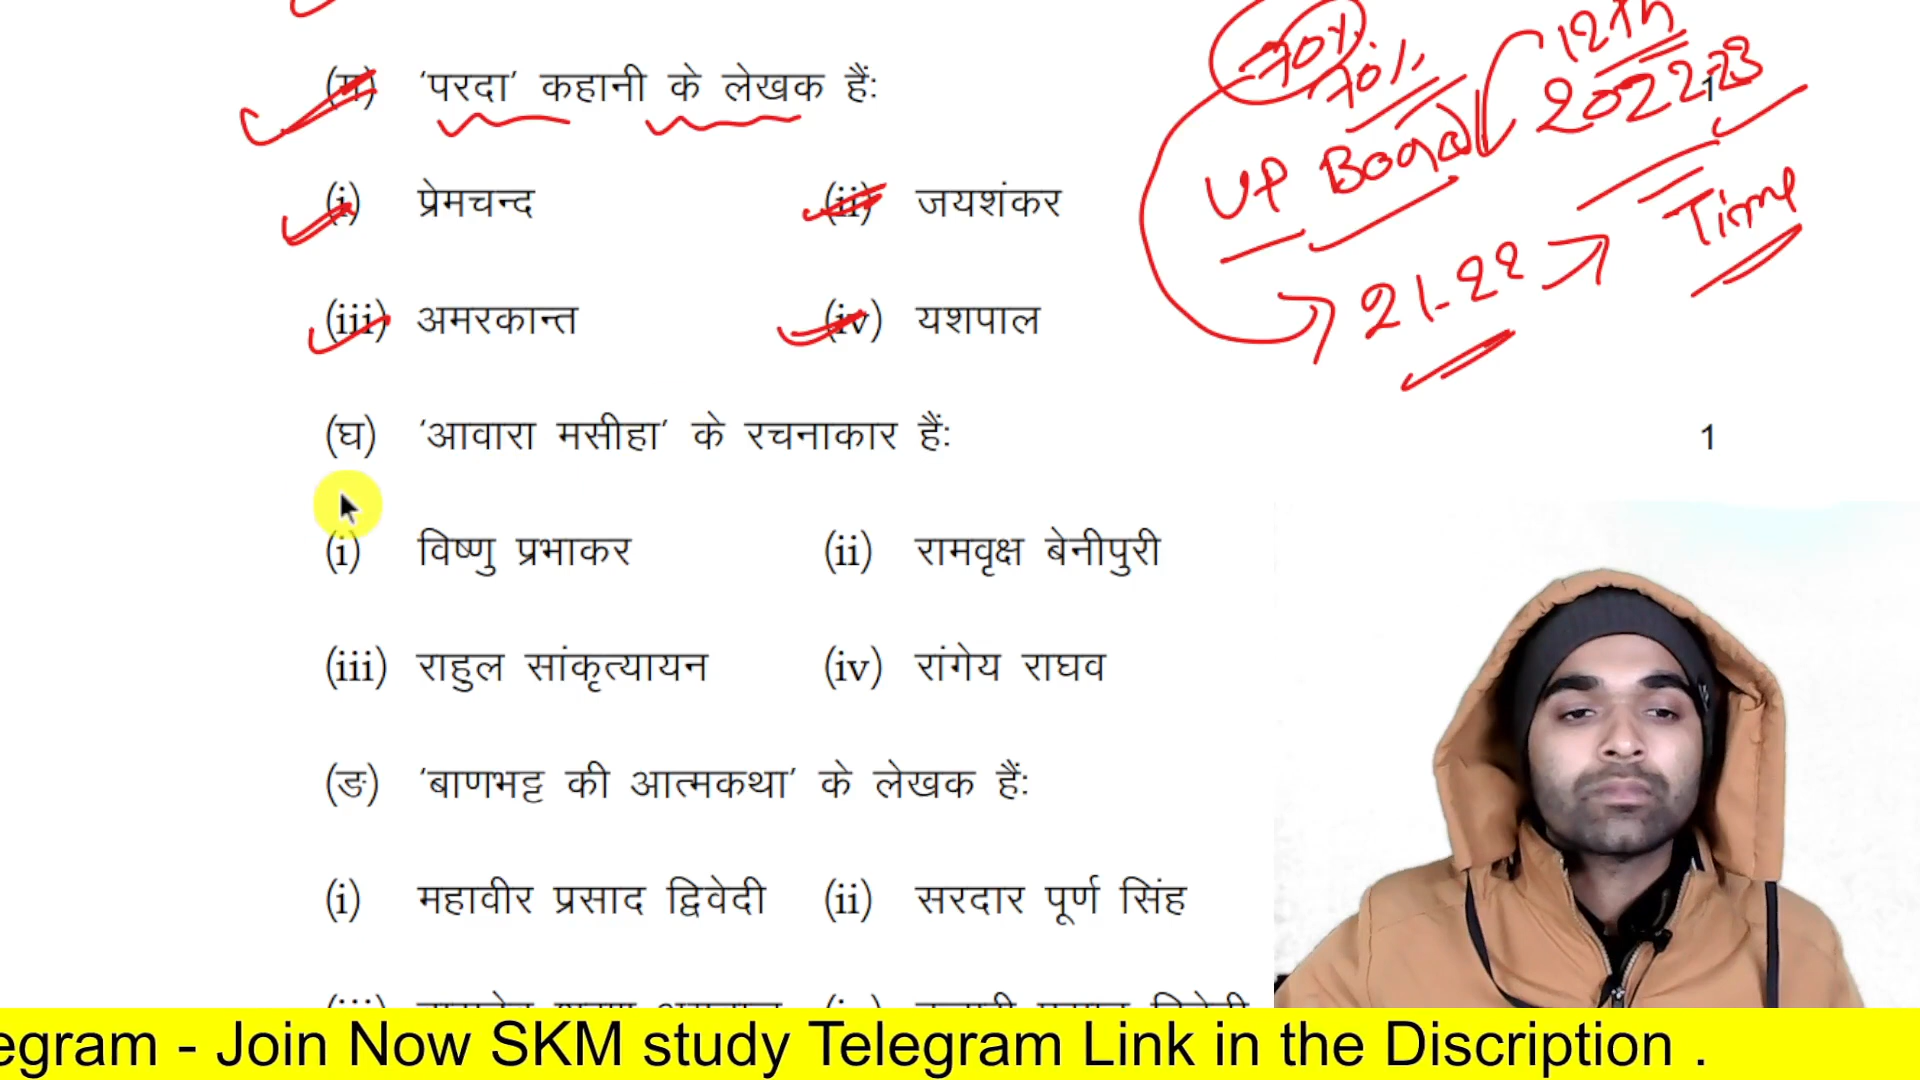 (ग) 'परदा' कहानी के लेखक हैं: 1
(i) प्रेमचन्द (ii) जयशंकर
(iii) अमरकान्त (iv) यशपाल
(घ) 'आवारा मसीहा' के रचनाकार हैं: 1
(i) विष्णु प्रभाकर (ii) रामवृक्ष बेनीपुरी
(iii) राहुल सांकृत्यायन (iv) रांगेय राघव
(ङ) 'बाणभट्ट की आत्मकथा' के लेखक हैं:
(i) महावीर प्रसाद द्विवेदी (ii) सरदार पूर्ण सिंह
70%
70%
12th
2022-23
UP Board
21-22
Time
egram - Join Now SKM study Telegram Link in the Discription .